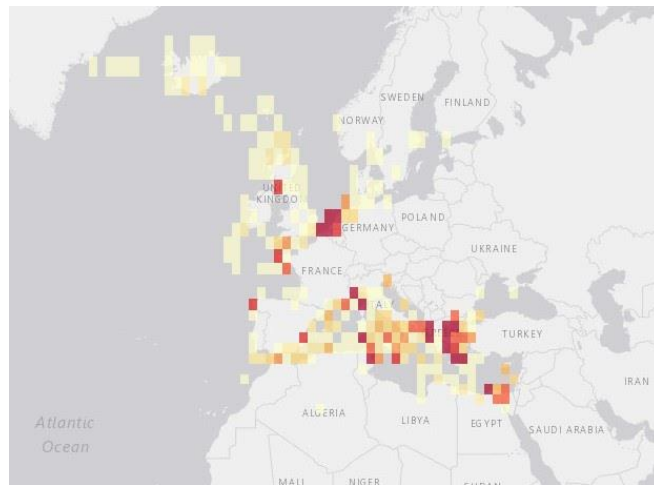 SWEDEN
FINLAND
NORWAY
UNITED
KINGDOM
POLAND
GERMANY
UKRAINE
FRANCE
TURKEY
IRAN
ALGERIA
LIBYA
EGYPT
SAUDI ARABIA
Atlantic
Ocean
MALI
NIGER
SUDAN